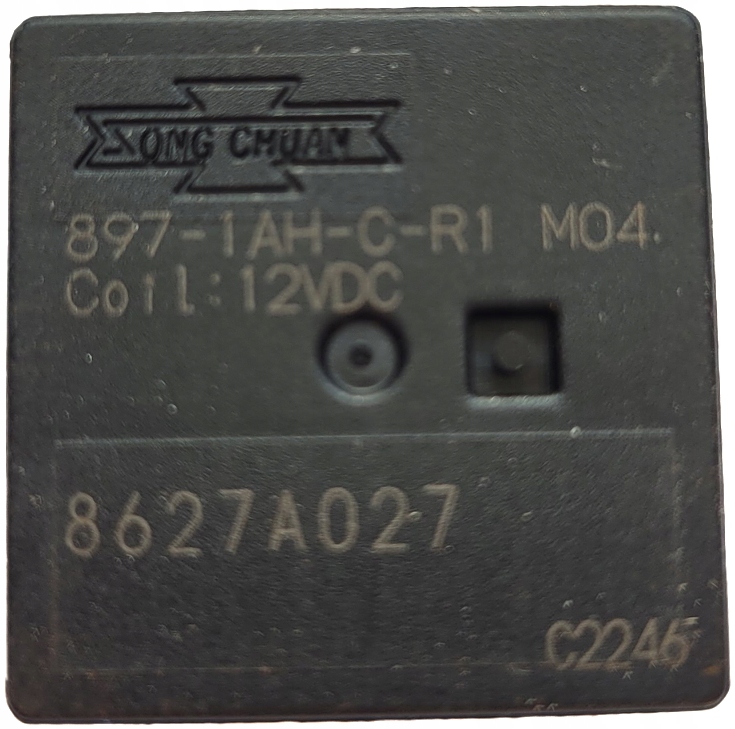 SONG CHUAN
897-1AH-C-R1 M04
Coil:12VDC
8627A027
C2246